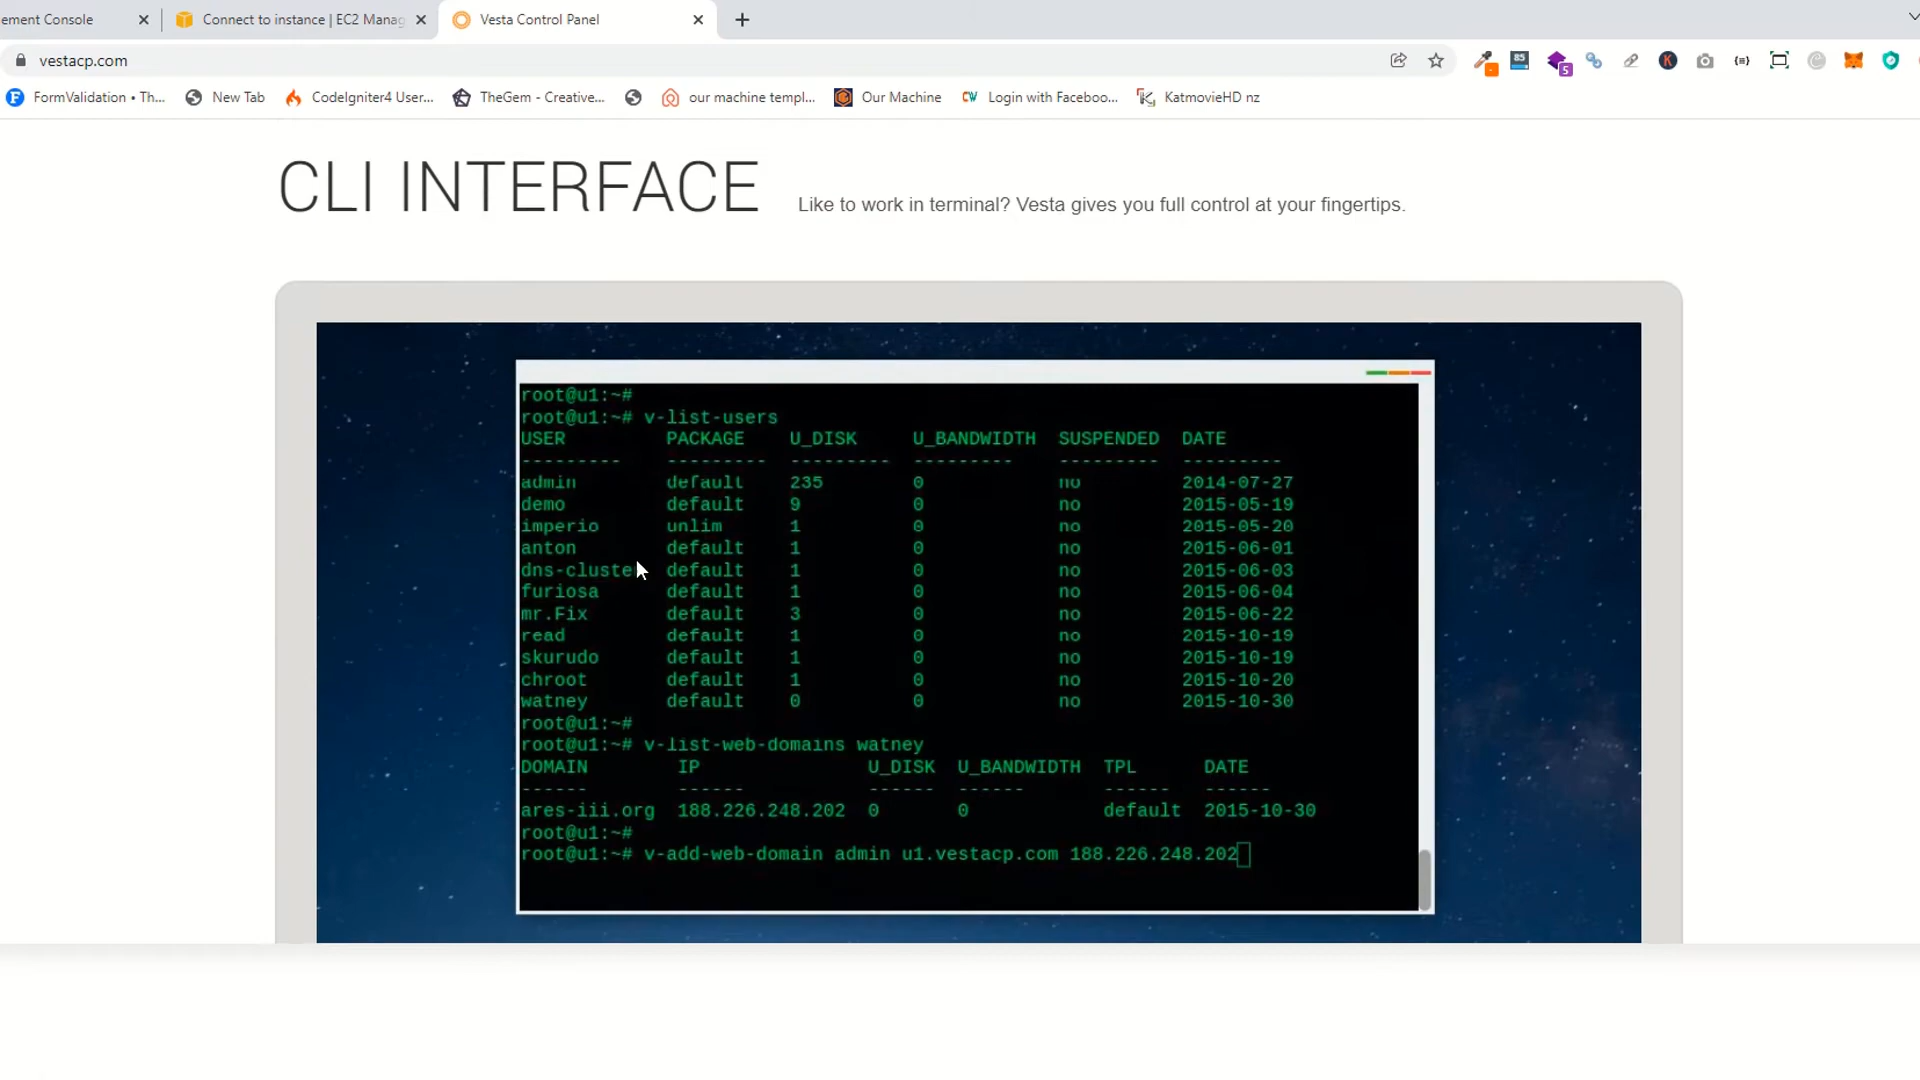 ement Console
Connect to instance | EC2 Manag
Vesta Control Panel
vestacp.com
85
5
K
FormValidation • Th...
New Tab
CodeIgniter4 User...
TheGem - Creative...
our machine templ...
Our Machine
CW
Login with Faceboo...
KatmovieHD nz
CLI INTERFACE
Like to work in terminal? Vesta gives you full control at your fingertips.
root@u1:~#
root@u1:~# v-list-users
USER PACKAGE U_DISK U_BANDWIDTH SUSPENDED DATE
--------- --------- --------- --------- --------- ---------
admin default 235 0 no 2014-07-27
demo default 9 0 no 2015-05-19
imperio unlim 1 0 no 2015-05-20
anton default 1 0 no 2015-06-01
dns-cluste default 1 0 no 2015-06-03
furiosa default 1 0 no 2015-06-04
mr.Fix default 3 0 no 2015-06-22
read default 1 0 no 2015-10-19
skurudo default 1 0 no 2015-10-19
chroot default 1 0 no 2015-10-20
watney default 0 0 no 2015-10-30
root@u1:~#
root@u1:~# v-list-web-domains watney
DOMAIN IP U_DISK U_BANDWIDTH TPL DATE
------ ------ ------ ------ ------ ------
ares-iii.org 188.226.248.202 0 0 default 2015-10-30
root@u1:~#
root@u1:~# v-add-web-domain admin u1.vestacp.com 188.226.248.202